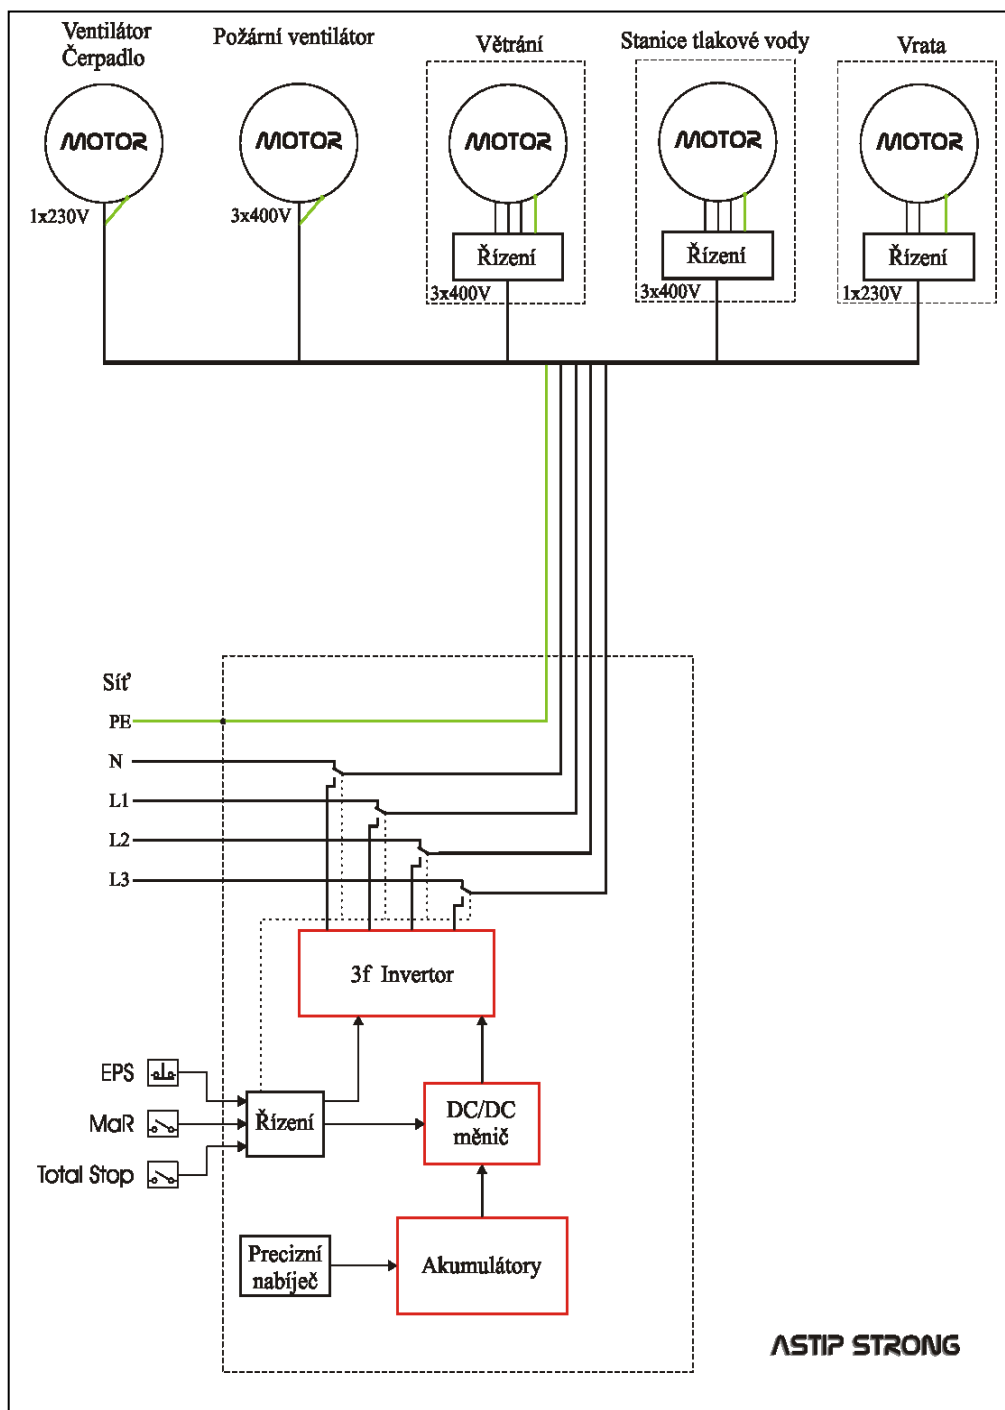 Ventilátor
Čerpadlo
Požární ventilátor
Větrání
Stanice tlakové vody
Vrata
MOTOR
MOTOR
MOTOR
MOTOR
MOTOR
1x230V
3x400V
Řízení
Řízení
Řízení
3x400V
3x400V
1x230V
Síť
PE
N
L1
L2
L3
3f Invertor
EPS
MaR
Total Stop
Řízení
DC/DC
měnič
Precizní
nabíječ
Akumulátory
ASTIP STRONG